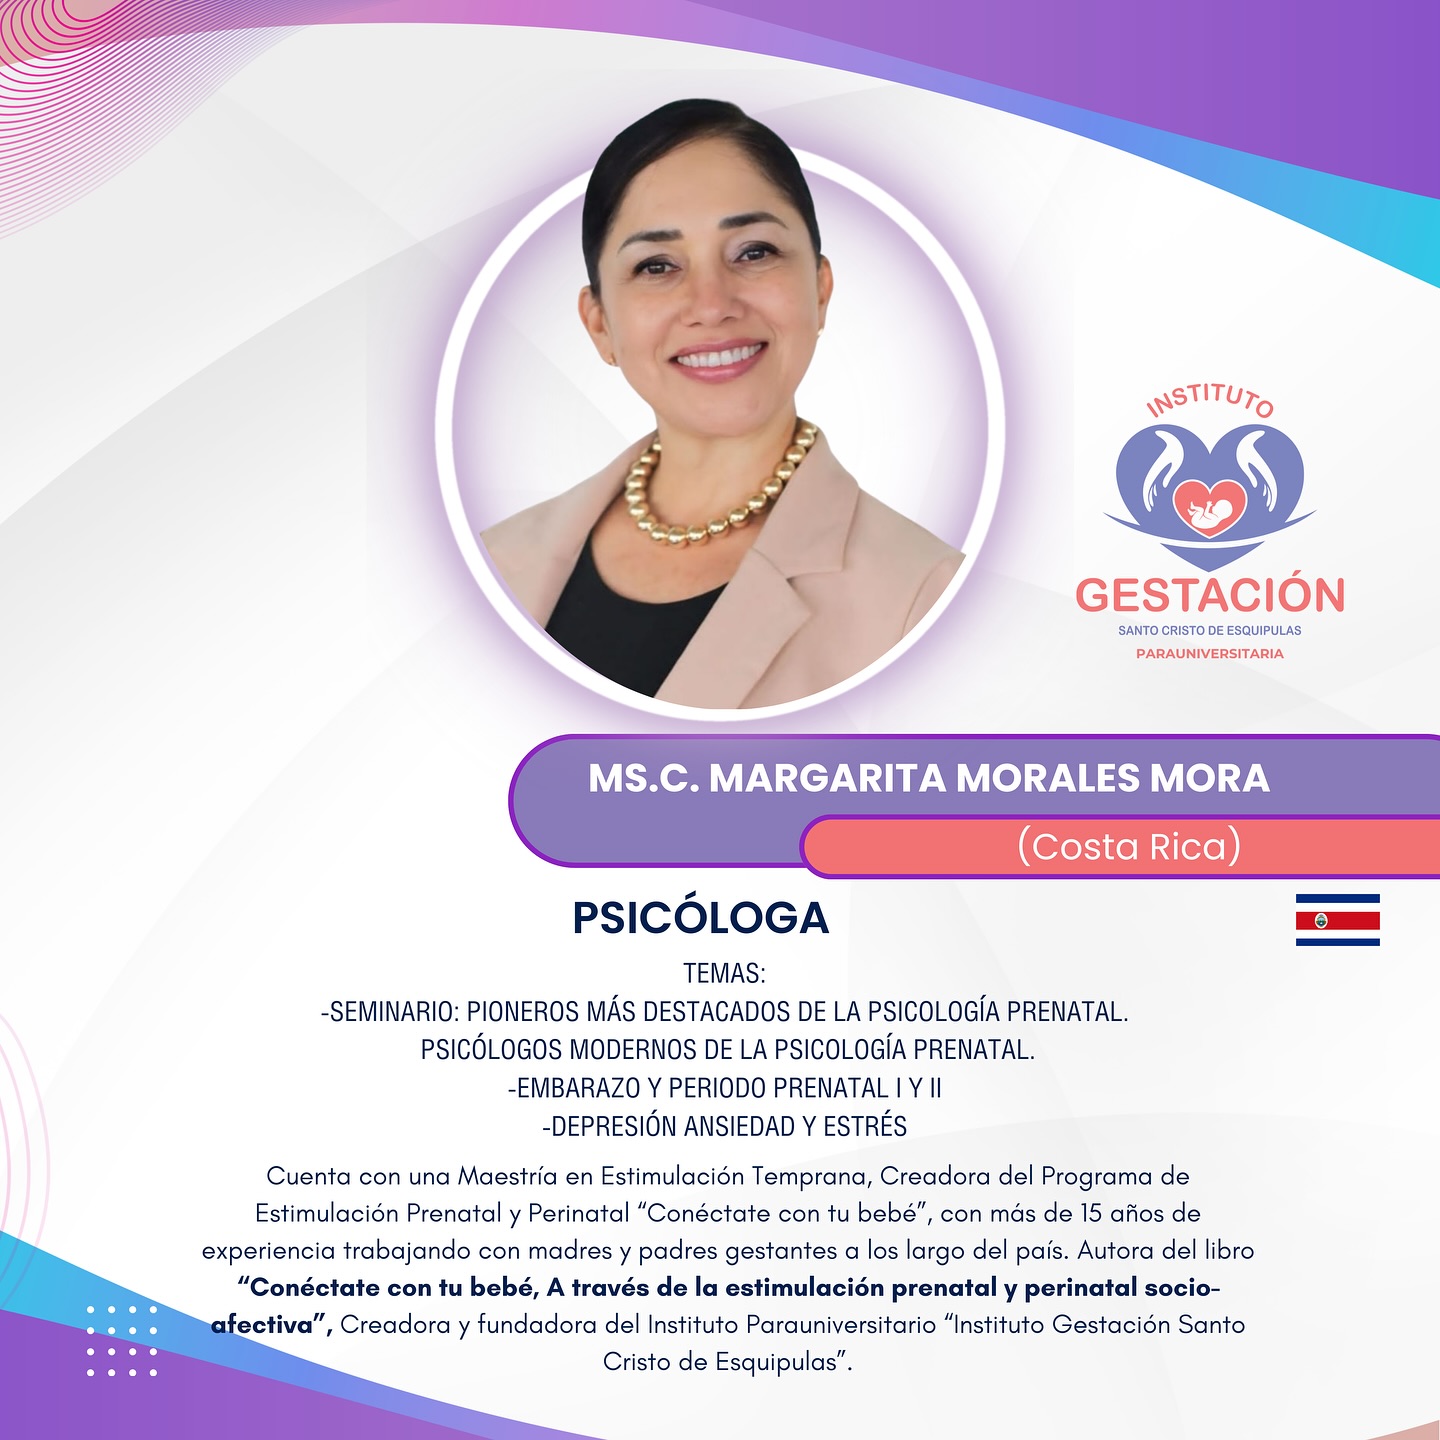 INSTITUTO
GESTACIÓN
SANTO CRISTO DE ESQUIPULAS
PARAUNIVERSITARIA
MS.C. MARGARITA MORALES MORA
(Costa Rica)
PSICÓLOGA
TEMAS:
-SEMINARIO: PIONEROS MÁS DESTACADOS DE LA PSICOLOGÍA PRENATAL.
PSICÓLOGOS MODERNOS DE LA PSICOLOGÍA PRENATAL.
-EMBARAZO Y PERIODO PRENATAL I Y II
-DEPRESIÓN ANSIEDAD Y ESTRÉS
Cuenta con una Maestría en Estimulación Temprana, Creadora del Programa de
Estimulación Prenatal y Perinatal “Conéctate con tu bebé”, con más de 15 años de
experiencia trabajando con madres y padres gestantes a los largo del país. Autora del libro
“Conéctate con tu bebé, A través de la estimulación prenatal y perinatal socio-
afectiva”, Creadora y fundadora del Instituto Parauniversitario “Instituto Gestación Santo
Cristo de Esquipulas”.